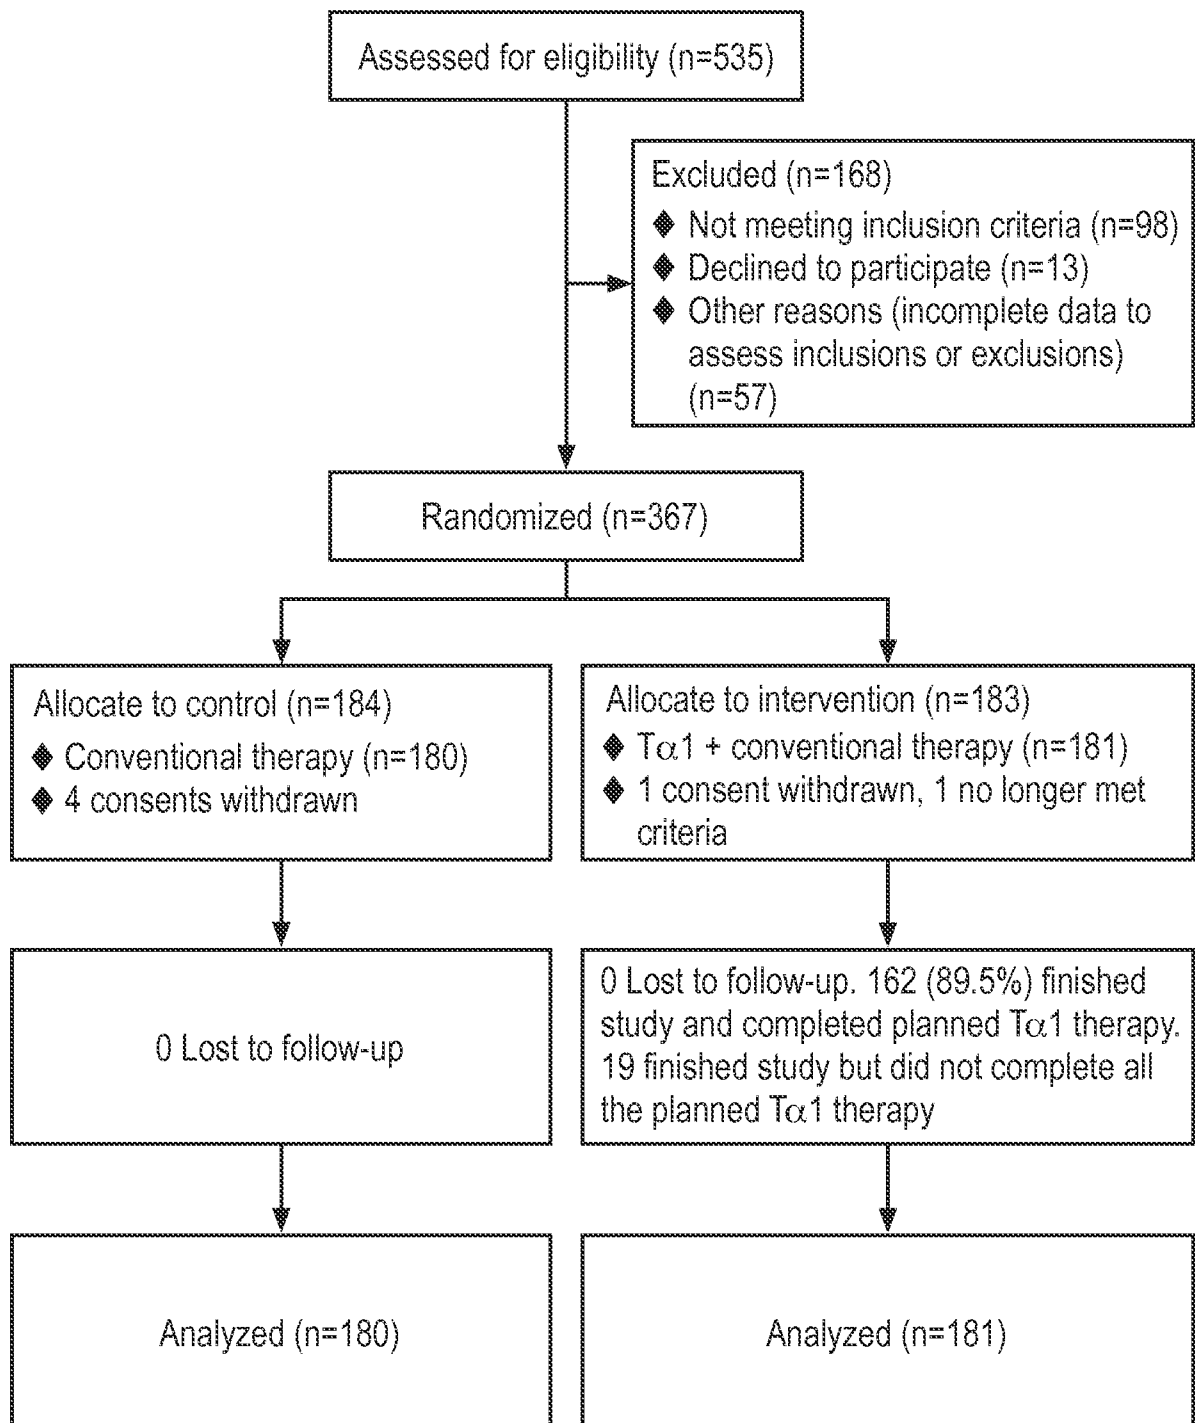 Assessed for eligibility (n=535)
Excluded (n=168)
♦ Not meeting inclusion criteria (n=98)
♦ Declined to participate (n=13)
♦ Other reasons (incomplete data to
assess inclusions or exclusions)
(n=57)
Randomized (n=367)
Allocate to control (n=184)
♦ Conventional therapy (n=180)
♦ 4 consents withdrawn
Allocate to intervention (n=183)
♦ Tα1 + conventional therapy (n=181)
♦ 1 consent withdrawn, 1 no longer met
criteria
0 Lost to follow-up
0 Lost to follow-up. 162 (89.5%) finished
study and completed planned Tα1 therapy.
19 finished study but did not complete all
the planned Tα1 therapy
Analyzed (n=180)
Analyzed (n=181)